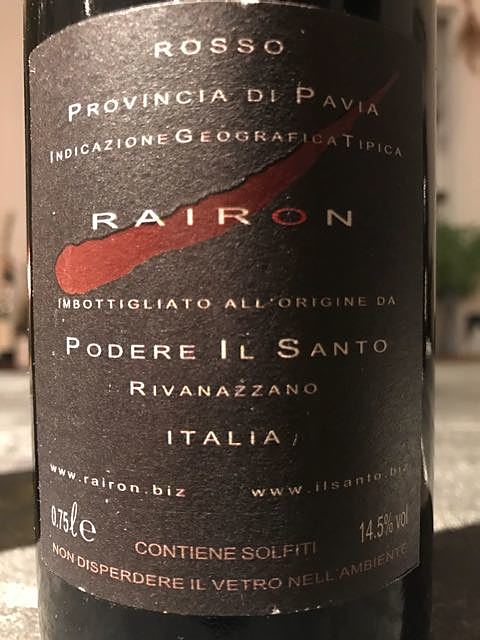 ROSSO
PROVINCIA DI PAVIA
INDICAZIONE GEOGRAFICA TIPICA
RAIRON
IMBOTTIGLIATO ALL'ORIGINE DA
PODERE IL SANTO
RIVANAZZANO
ITALIA
www.rairon.biz www.ilsanto.biz
0.75ℓ e 14.5% vol
CONTIENE SOLFITI
NON DISPERDERE IL VETRO NELL'AMBIENTE